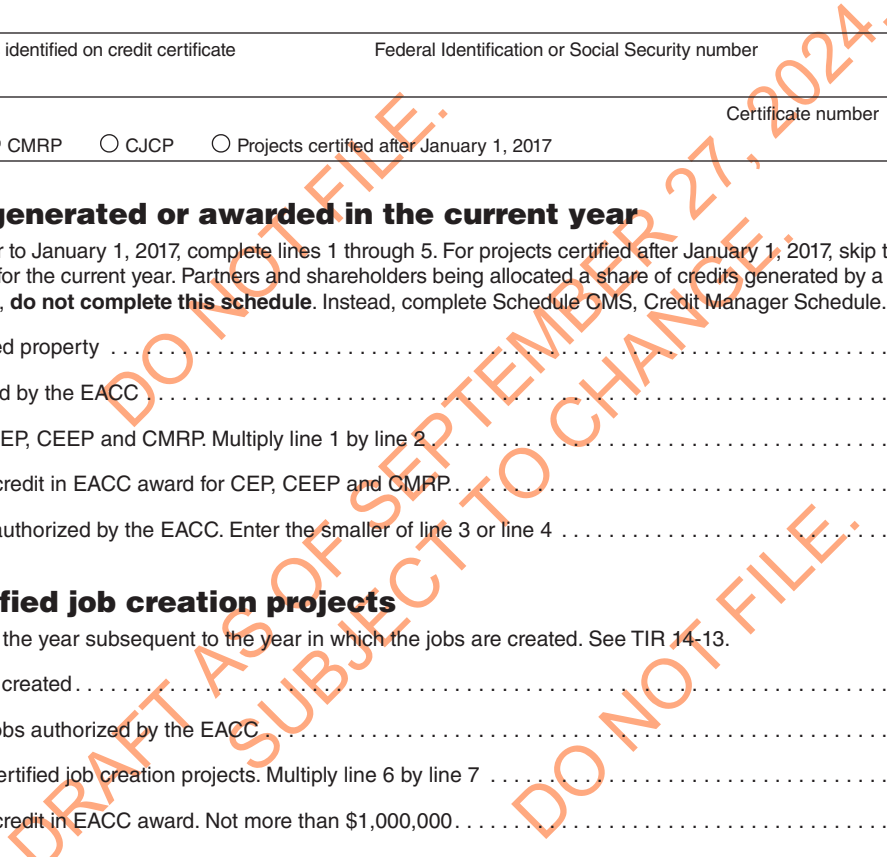 identified on credit certificate Federal Identification or Social Security number
Certificate number
CMRP CJCP Projects certified after January 1, 2017
generated or awarded in the current year
r to January 1, 2017, complete lines 1 through 5. For projects certified after January 1, 2017, skip t
for the current year. Partners and shareholders being allocated a share of credits generated by a
, do not complete this schedule. Instead, complete Schedule CMS, Credit Manager Schedule.
ed property
d by the EACC
EP, CEEP and CMRP. Multiply line 1 by line 2
credit in EACC award for CEP, CEEP and CMRP.
authorized by the EACC. Enter the smaller of line 3 or line 4
fied job creation projects
the year subsequent to the year in which the jobs are created. See TIR 14-13.
created
obs authorized by the EACC
ertified job creation projects. Multiply line 6 by line 7
credit in EACC award. Not more than $1,000,000
DO NOT FILE.
DRAFT AS OF SEPTEMBER 27, 2024.
SUBJECT TO CHANGE.
DO NOT FILE.